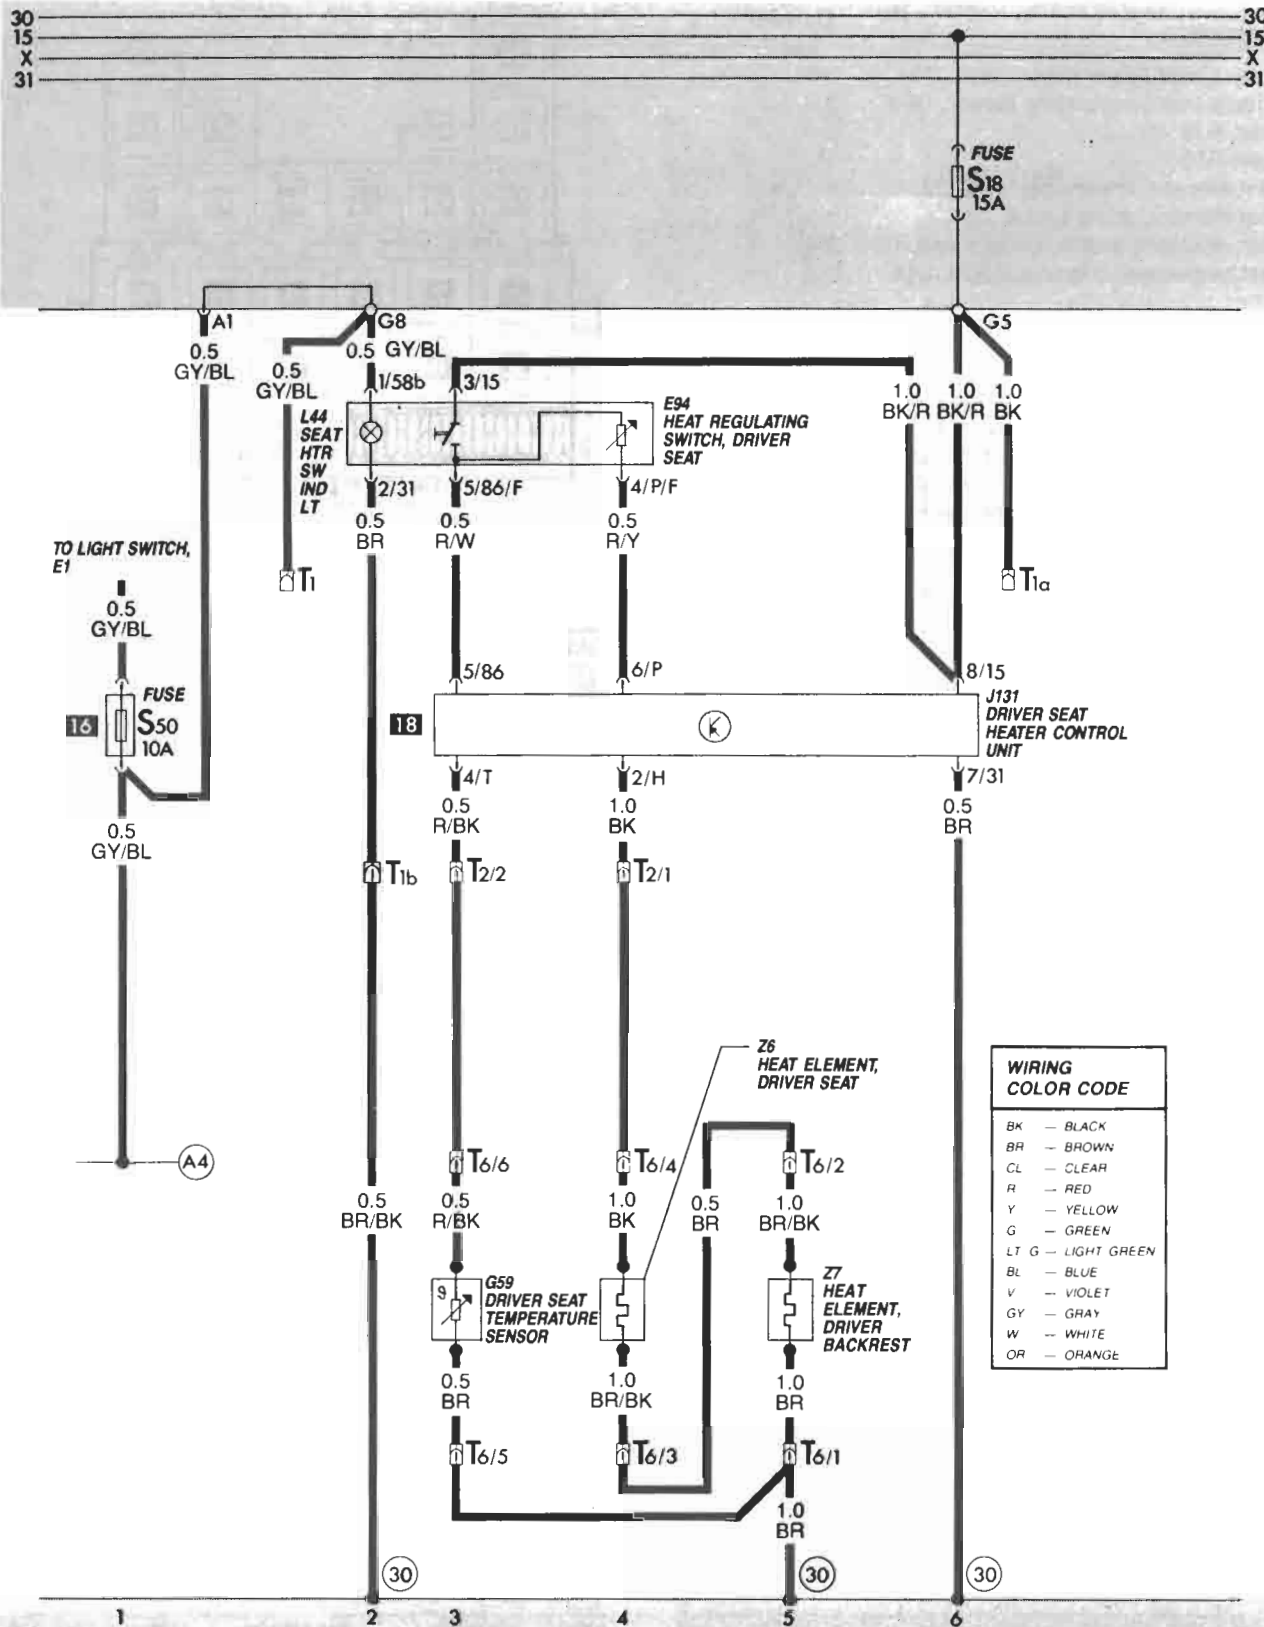 30 30
15 15
X X
31 31
FUSE
S18
15A
A1
G8
G5
0.5
GY/BL
0.5
GY/BL
0.5 GY/BL
1/58b
3/15
1.0
BK/R
1.0
BK/R
1.0
BK
L44
SEAT
HTR
SW
IND
LT
E94
HEAT REGULATING
SWITCH, DRIVER
SEAT
2/31
5/86/F
4/P/F
0.5
BR
0.5
R/W
0.5
R/Y
TO LIGHT SWITCH,
E1
T1
T1a
0.5
GY/BL
5/86
6/P
8/15
16
FUSE
S50
10A
18
J131
DRIVER SEAT
HEATER CONTROL
UNIT
4/T
2/H
7/31
0.5
R/BK
1.0
BK
0.5
BR
0.5
GY/BL
T1b
T2/2
T2/1
Z6
HEAT ELEMENT,
DRIVER SEAT
WIRING
COLOR CODE
BK — BLACK
BR — BROWN
CL — CLEAR
R — RED
Y — YELLOW
G — GREEN
LT G — LIGHT GREEN
BL — BLUE
V — VIOLET
GY — GRAY
W — WHITE
OR — ORANGE
A4
T6/6
T6/4
T6/2
0.5
BR/BK
0.5
R/BK
1.0
BK
0.5
BR
1.0
BR/BK
G59
DRIVER SEAT
TEMPERATURE
SENSOR
ϑ
Z7
HEAT
ELEMENT,
DRIVER
BACKREST
0.5
BR
1.0
BR/BK
1.0
BR
T6/5
T6/3
T6/1
1.0
BR
30
30
30
1 2 3 4 5 6